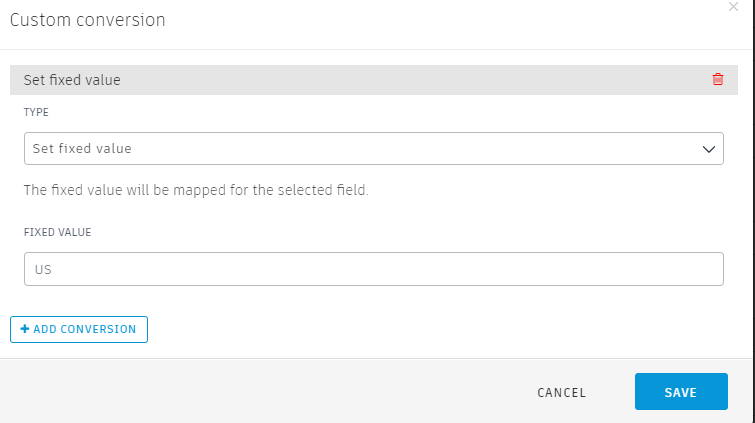 Custom conversion
Set fixed value
TYPE
Set fixed value
The fixed value will be mapped for the selected field.
FIXED VALUE
US
+ ADD CONVERSION
CANCEL
SAVE